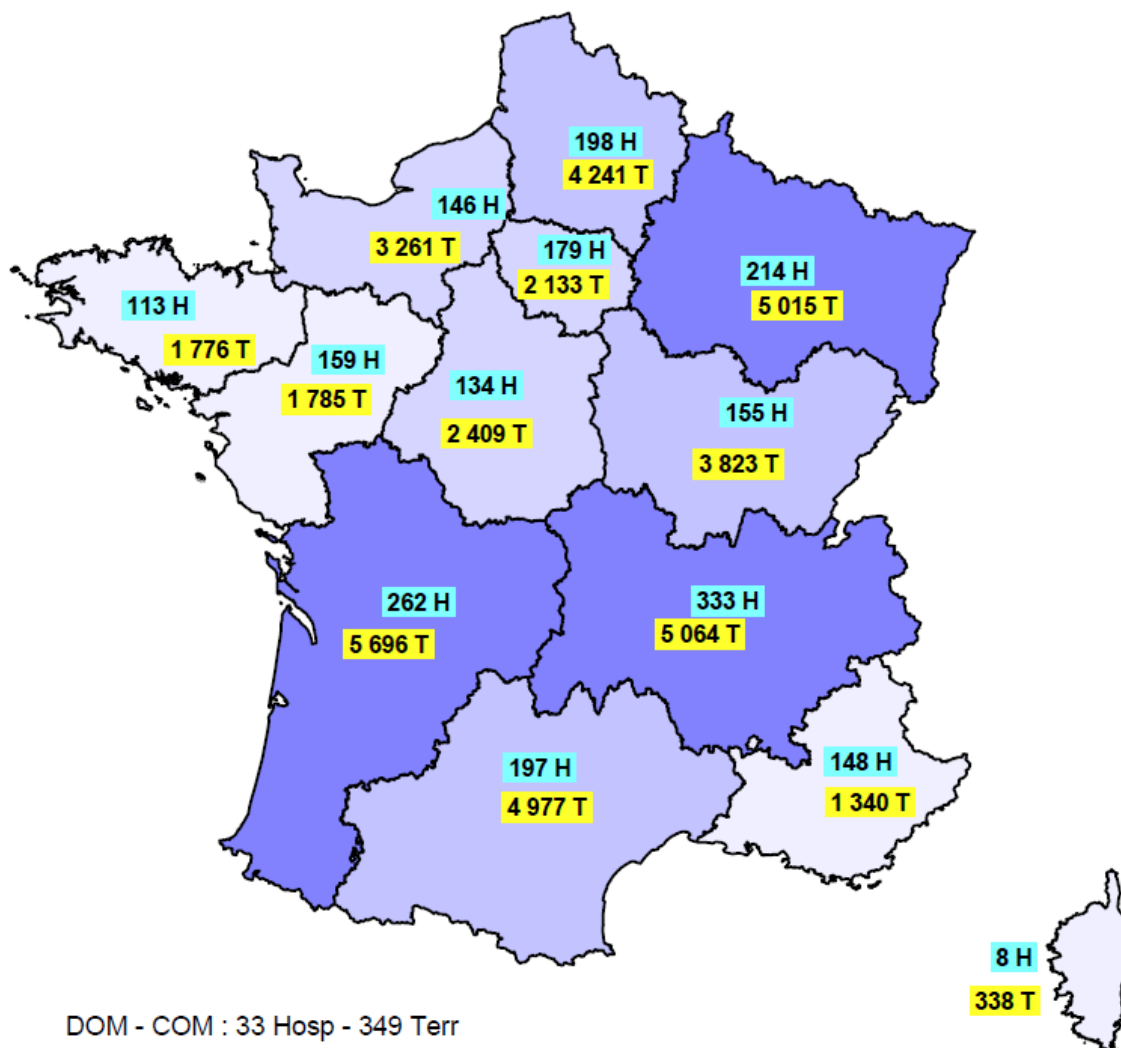 198 H
4 241 T
146 H
3 261 T
179 H
2 133 T
214 H
5 015 T
113 H
1 776 T
159 H
1 785 T
134 H
2 409 T
155 H
3 823 T
262 H
5 696 T
333 H
5 064 T
197 H
4 977 T
148 H
1 340 T
8 H
338 T
DOM - COM : 33 Hosp - 349 Terr